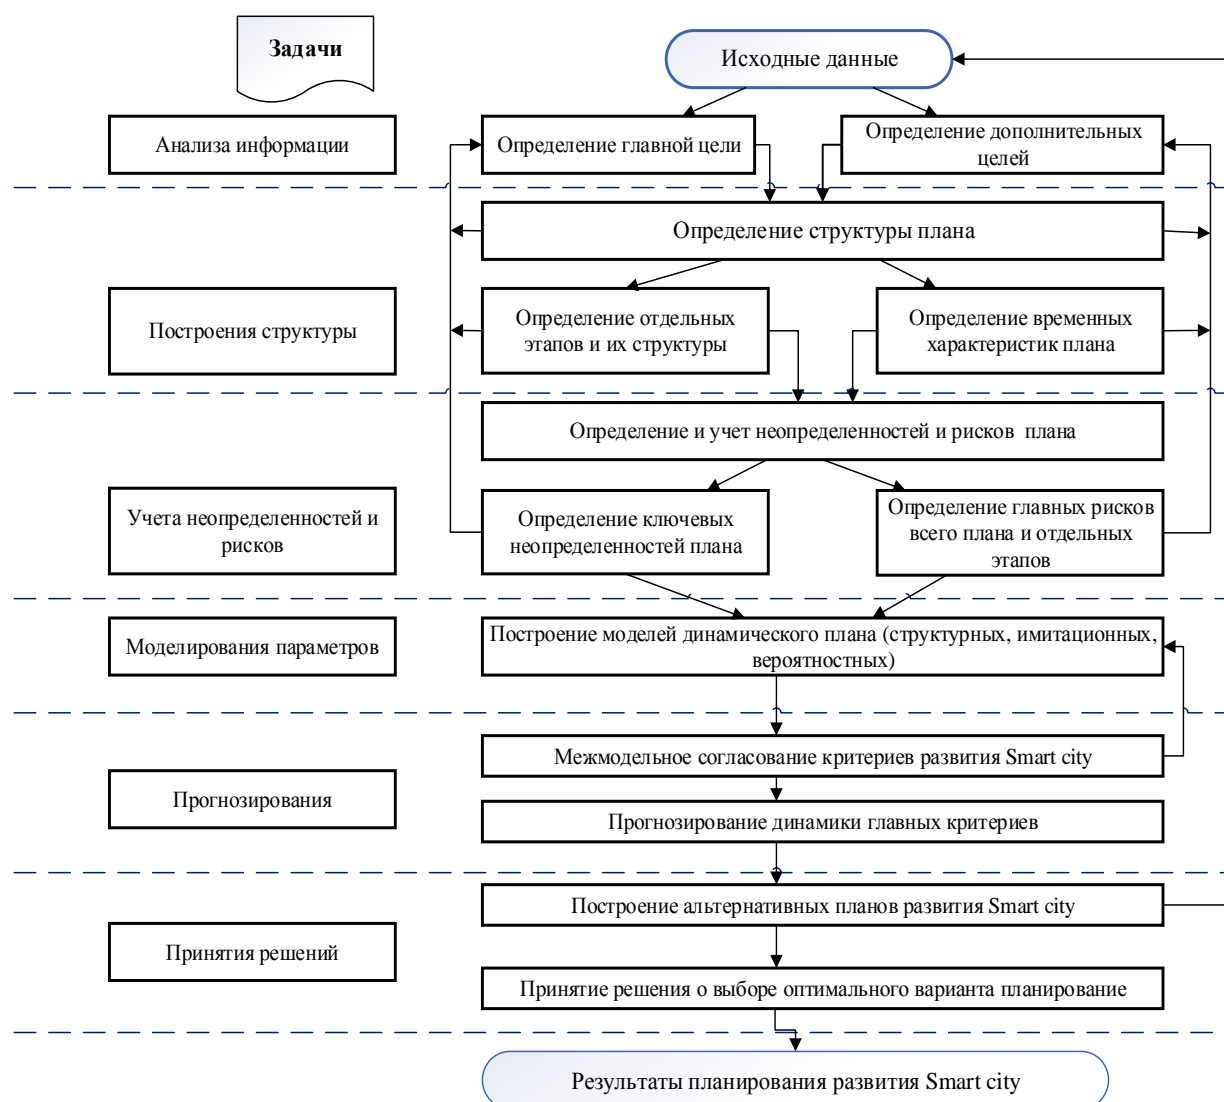 Задачи
Исходные данные
Анализа информации
Определение главной цели
Определение дополнительных
целей
Определение структуры плана
Построения структуры
Определение отдельных
этапов и их структуры
Определение временных
характеристик плана
Определение и учет неопределенностей и рисков плана
Учета неопределенностей и
рисков
Определение ключевых
неопределенностей плана
Определение главных рисков
всего плана и отдельных
этапов
Моделирования параметров
Построение моделей динамического плана (структурных, имитационных,
вероятностных)
Межмодельное согласование критериев развития Smart city
Прогнозирования
Прогнозирование динамики главных критериев
Построение альтернативных планов развития Smart city
Принятия решений
Принятие решения о выборе оптимального варианта планирование
Результаты планирования развития Smart city